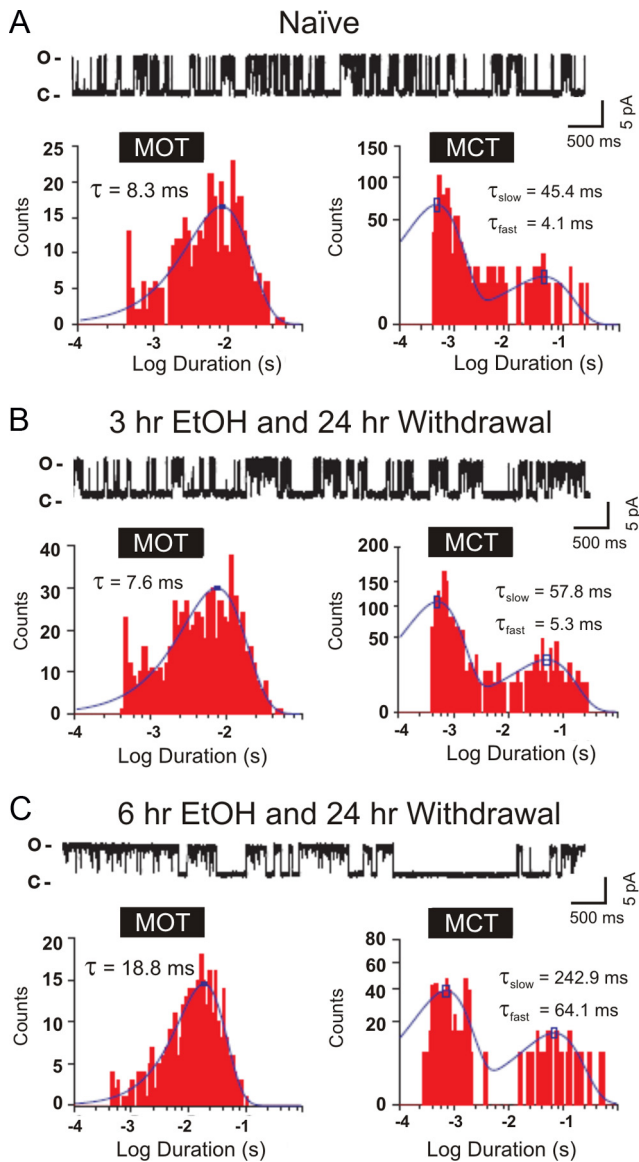 A Naïve
O -
C -
5 pA
500 ms
MOT
τ = 8.3 ms
Counts
25
20
15
10
5
0
-4 -3 -2
Log Duration (s)
MCT
τslow = 45.4 ms
τfast = 4.1 ms
Counts
150
100
50
0
-4 -3 -2 -1
Log Duration (s)
B 3 hr EtOH and 24 hr Withdrawal
O -
C -
5 pA
500 ms
MOT
τ = 7.6 ms
Counts
40
30
20
10
0
-4 -3 -2
Log Duration (s)
MCT
τslow = 57.8 ms
τfast = 5.3 ms
Counts
200
150
100
50
0
-4 -3 -2 -1
Log Duration (s)
C 6 hr EtOH and 24 hr Withdrawal
O -
C -
5 pA
500 ms
MOT
τ = 18.8 ms
Counts
20
15
10
5
0
-4 -3 -2 -1
Log Duration (s)
MCT
τslow = 242.9 ms
τfast = 64.1 ms
Counts
80
60
40
20
0
-4 -3 -2 -1
Log Duration (s)